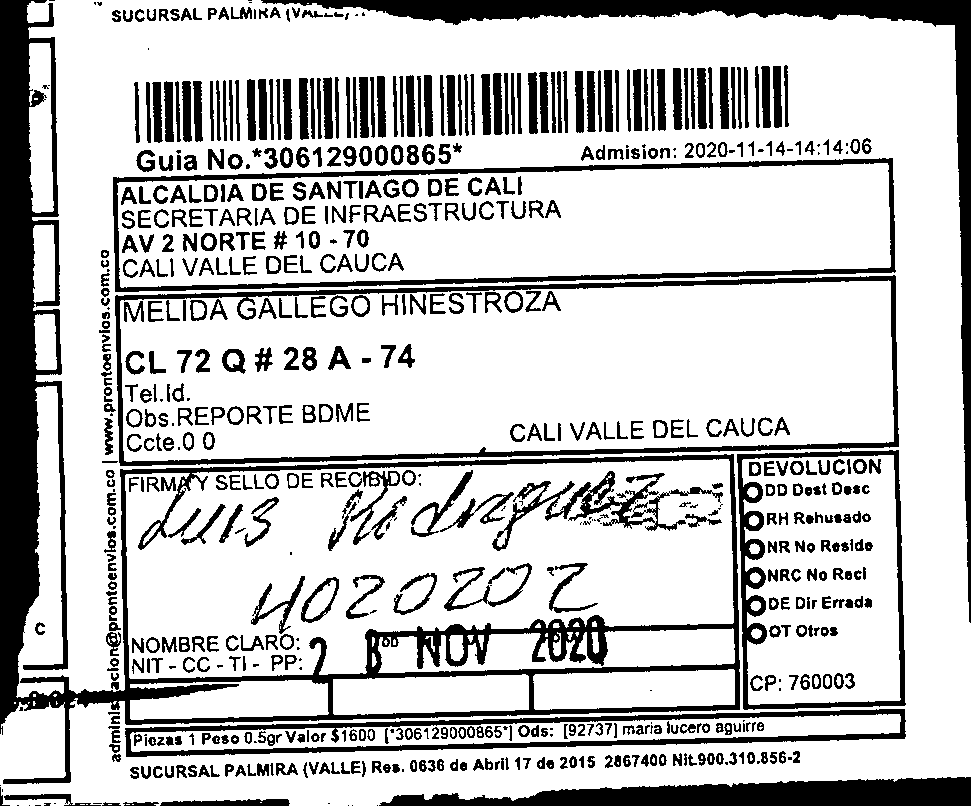 SUCURSAL PALMIRA (VALLE)
Guia No.*306129000865*
Admision: 2020-11-14-14:14:06
ALCALDIA DE SANTIAGO DE CALI
SECRETARIA DE INFRAESTRUCTURA
AV 2 NORTE # 10 - 70
CALI VALLE DEL CAUCA
MELIDA GALLEGO HINESTROZA
CL 72 Q # 28 A - 74
Tel.Id.
Obs.REPORTE BDME
Ccte.0 0
CALI VALLE DEL CAUCA
FIRMA Y SELLO DE RECIBIDO:
Luis Rodriguez
4020202
NOMBRE CLARO:
NIT - CC - TI - PP:
NOV 2020
DEVOLUCION
DD Dest Desc
RH Rehusado
NR No Reside
NRC No Reci
DE Dir Errada
OT Otros
CP: 760003
administracion@prontoenvios.com.co | www.prontoenvios.com.co
C
Piezas 1 Peso 0.5gr Valor $1600 [*306129000865*] Ods: [92737] maria lucero aguirre
SUCURSAL PALMIRA (VALLE) Res. 0636 de Abril 17 de 2015 2867400 Nit.900.310.856-2